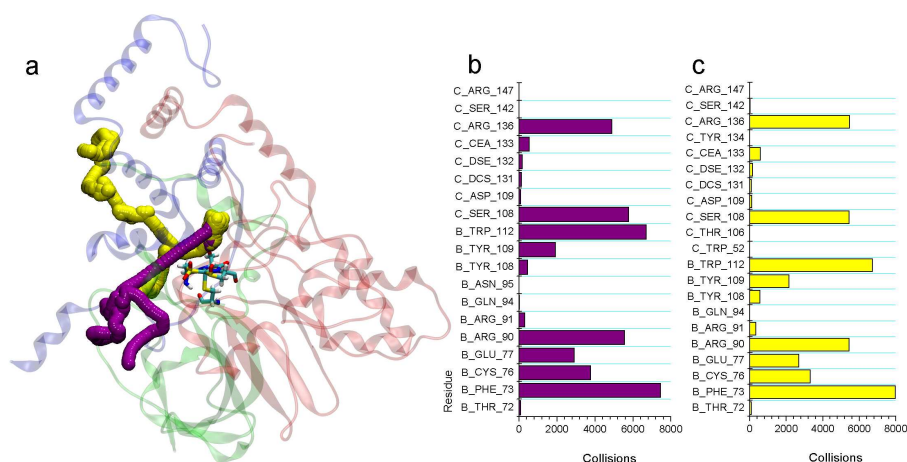 a
b
C_ARG_147
C_SER_142
C_ARG_136
C_CEA_133
C_DSE_132
C_DCS_131
C_ASP_109
C_SER_108
B_TRP_112
B_TYR_109
B_TYR_108
B_ASN_95
B_GLN_94
B_ARG_91
B_ARG_90
B_GLU_77
B_CYS_76
B_PHE_73
B_THR_72
Residue
0 2000 4000 6000 8000
Collisions
c
C_ARG_147
C_SER_142
C_ARG_136
C_TYR_134
C_CEA_133
C_DSE_132
C_DCS_131
C_ASP_109
C_SER_108
C_THR_106
C_TRP_52
B_TRP_112
B_TYR_109
B_TYR_108
B_GLN_94
B_ARG_91
B_ARG_90
B_GLU_77
B_CYS_76
B_PHE_73
B_THR_72
0 2000 4000 6000 8000
Collisions